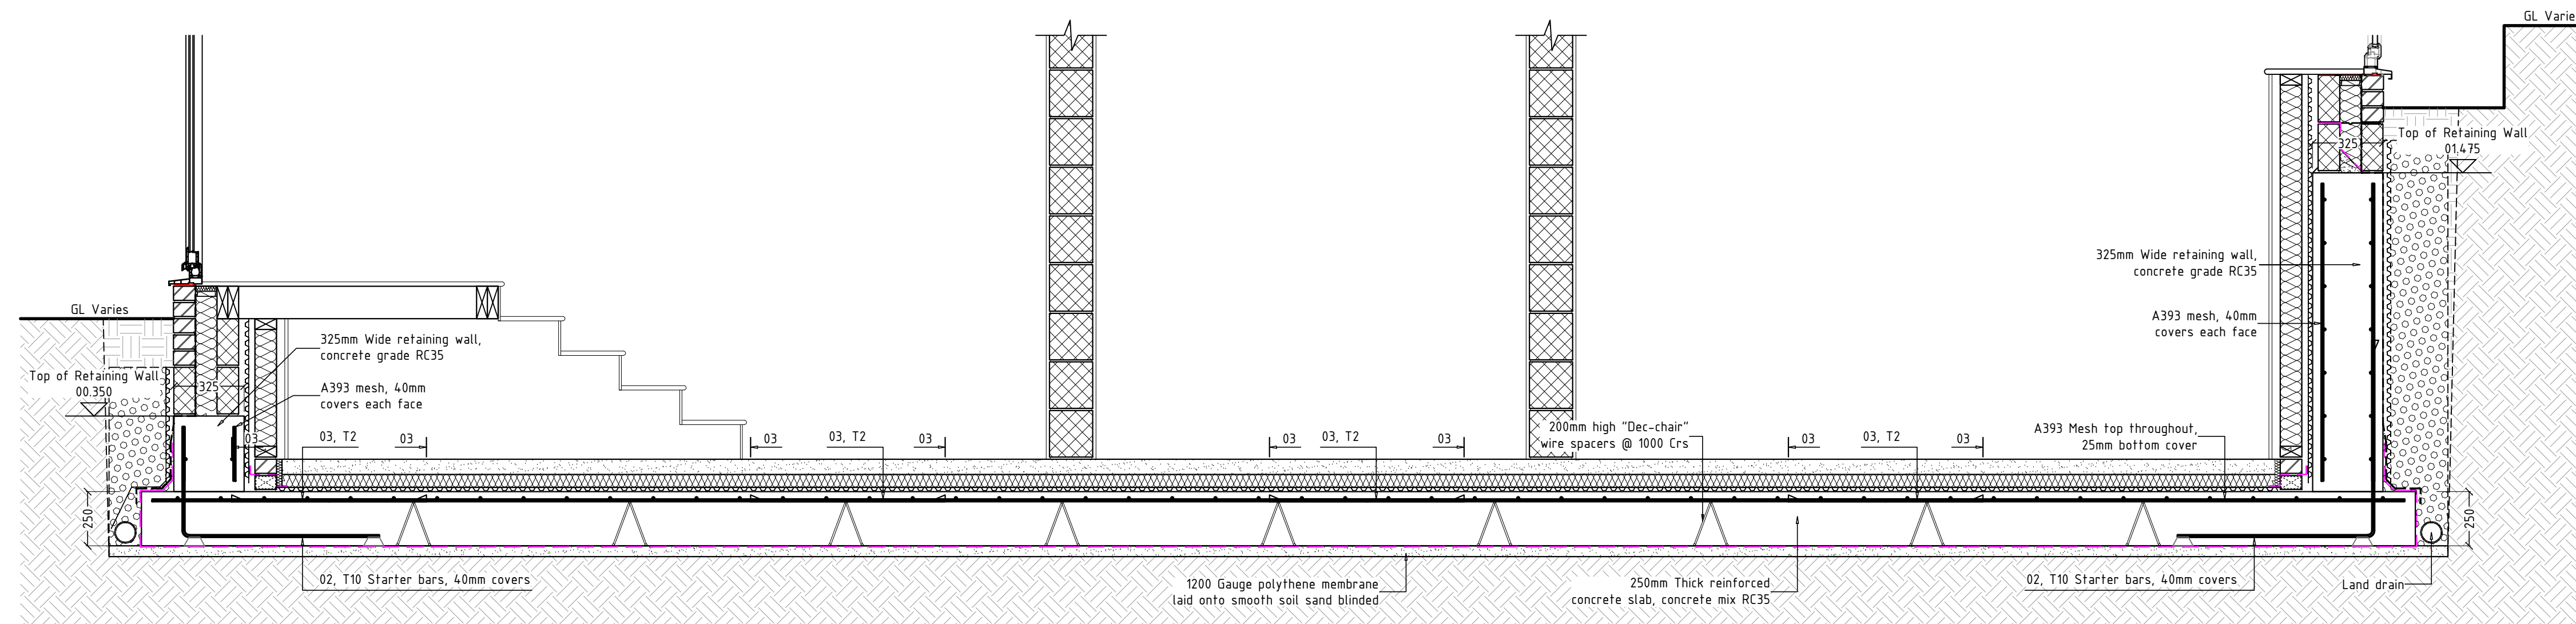 GL Varie
Top of Retaining Wall
01.475
325
325mm Wide retaining wall,
concrete grade RC35
A393 mesh, 40mm
covers each face
7
GL Varies
325mm Wide retaining wall,
concrete grade RC35
Top of Retaining Wall
00.350
325
A393 mesh, 40mm
covers each face
03
03, T2
03
03
03, T2
03
03
03, T2
03
200mm high "Dec-chair"
wire spacers @ 1000 Crs
03
03, T2
03
A393 Mesh top throughout,
25mm bottom cover
250
250
02, T10 Starter bars, 40mm covers
1200 Gauge polythene membrane
laid onto smooth soil sand blinded
250mm Thick reinforced
concrete slab, concrete mix RC35
02, T10 Starter bars, 40mm covers
Land drain